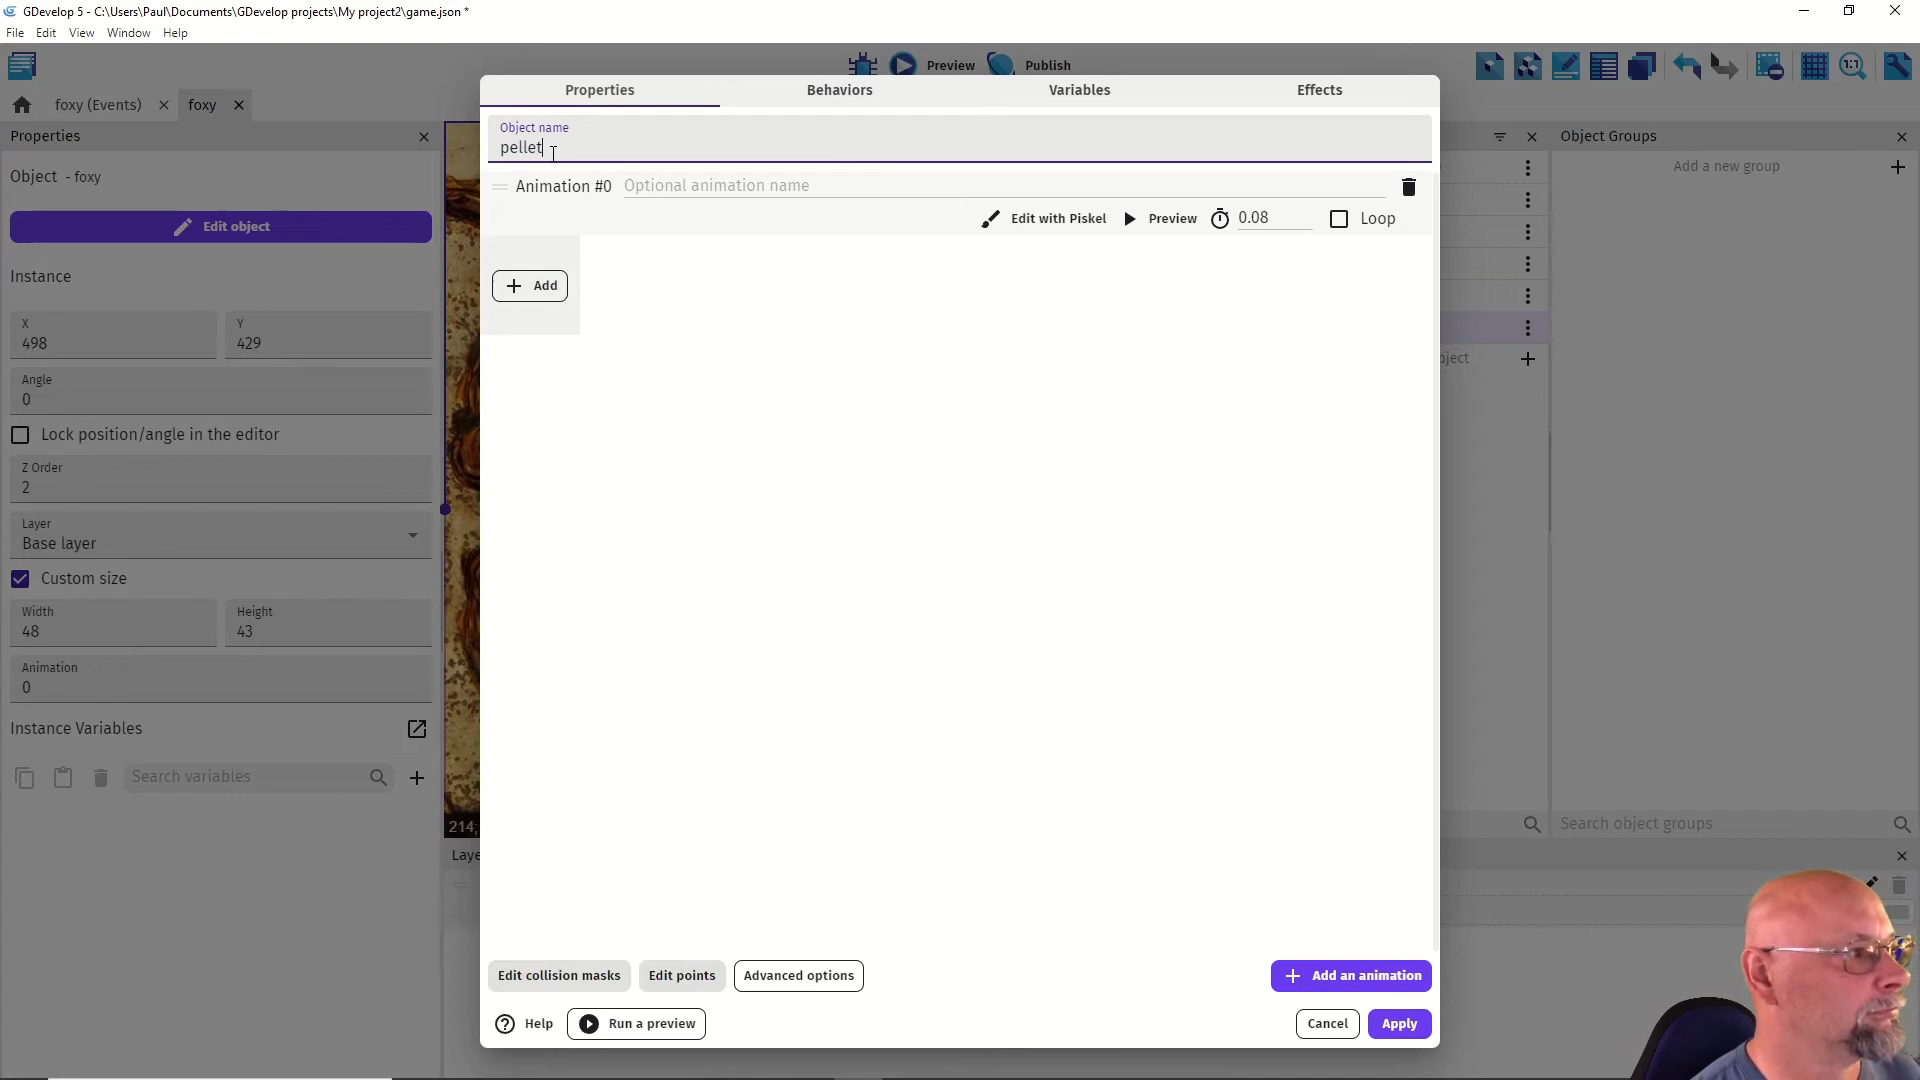 GDevelop 5 - C:\Users\Paul\Documents\GDevelop projects\My project2\game.json *
File Edit View Window Help
Preview Publish
foxy (Events) foxy
Properties
Object - foxy
Edit object
Instance
X
498
Y
429
Angle
0
Lock position/angle in the editor
Z Order
2
Layer
Base layer
Custom size
Width
48
Height
43
Animation
0
Instance Variables
Search variables
214;
Laye
Properties Behaviors Variables Effects
Object name
pellet
Animation #0 Optional animation name
Edit with Piskel Preview 0.08 Loop
Add
Edit collision masks Edit points Advanced options Add an animation
Help Run a preview Cancel Apply
bject
Object Groups
Add a new group
Search object groups
1:1